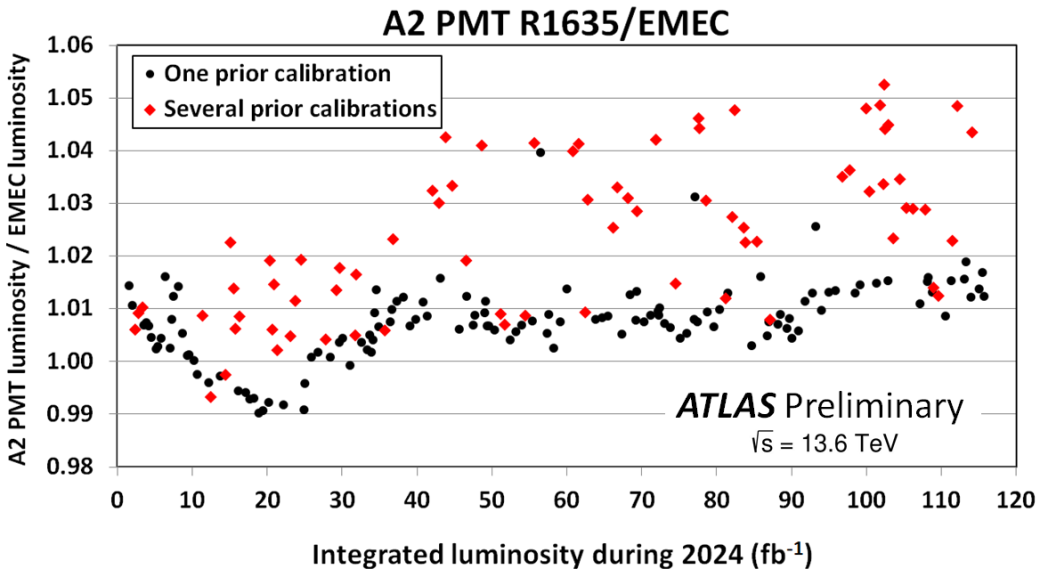 A2 PMT R1635/EMEC
A2 PMT luminosity / EMEC luminosity
1.06
1.05
1.04
1.03
1.02
1.01
1.00
0.99
0.98
One prior calibration
Several prior calibrations
ATLAS Preliminary
√s = 13.6 TeV
0 10 20 30 40 50 60 70 80 90 100 110 120
Integrated luminosity during 2024 (fb⁻¹)